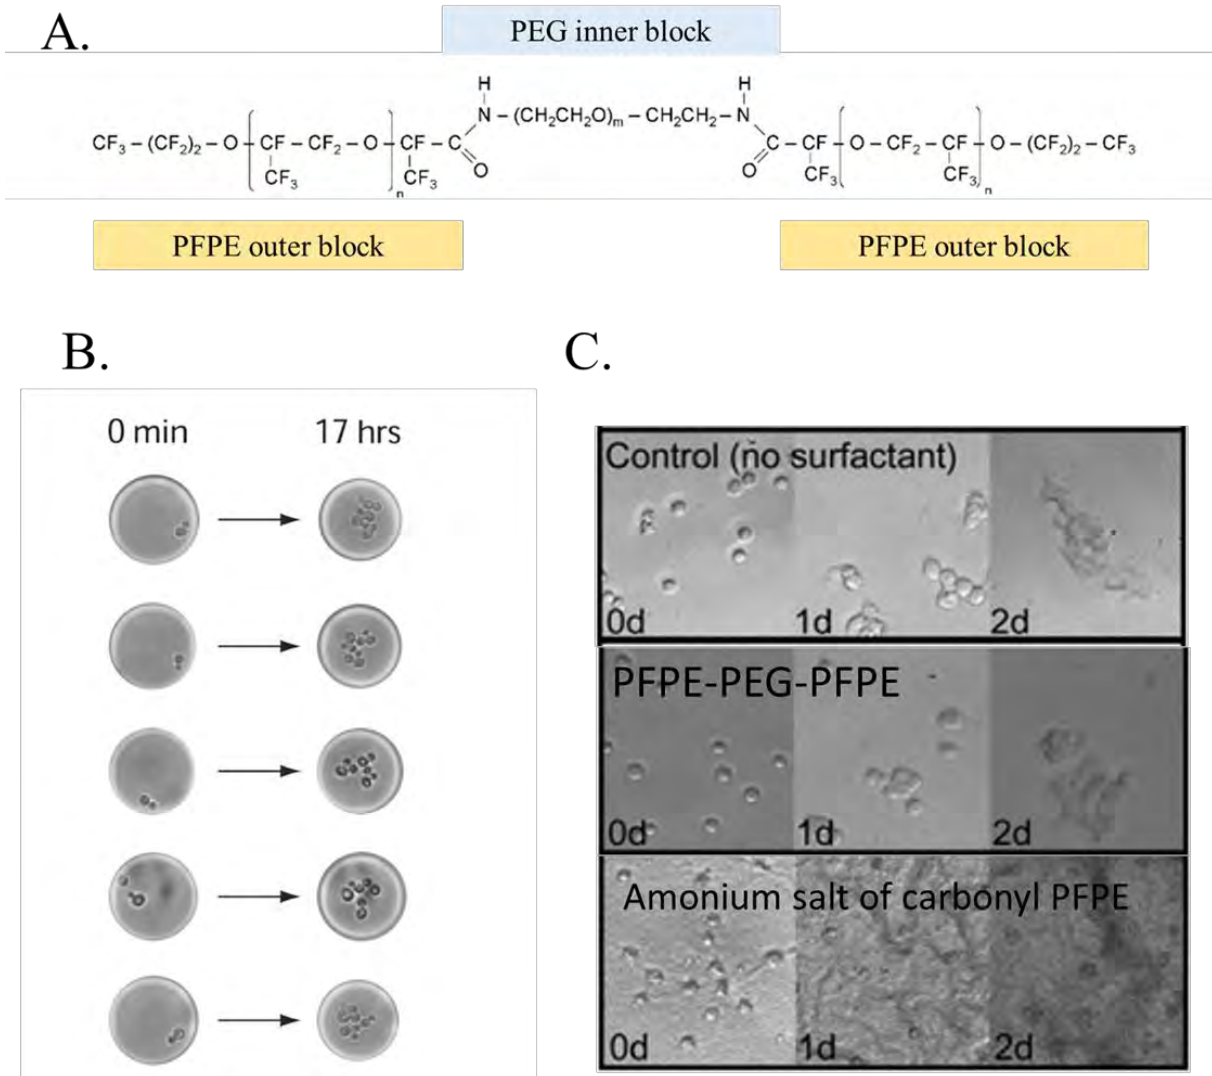 A.
PEG inner block
H
N – (CH₂CH₂O)ₘ – CH₂CH₂ – N
H
CF₃ – (CF₂)₂ – O – [CF – CF₂ – O]ₙ – CF – C
CF₃
CF₃
O
C – CF – [O – CF₂ – CF]ₙ – O – (CF₂)₂ – CF₃
O
CF₃
CF₃
PFPE outer block
PFPE outer block
B.
0 min
17 hrs
C.
Control (no surfactant)
0d
1d
2d
PFPE-PEG-PFPE
0d
1d
2d
Amonium salt of carbonyl PFPE
0d
1d
2d